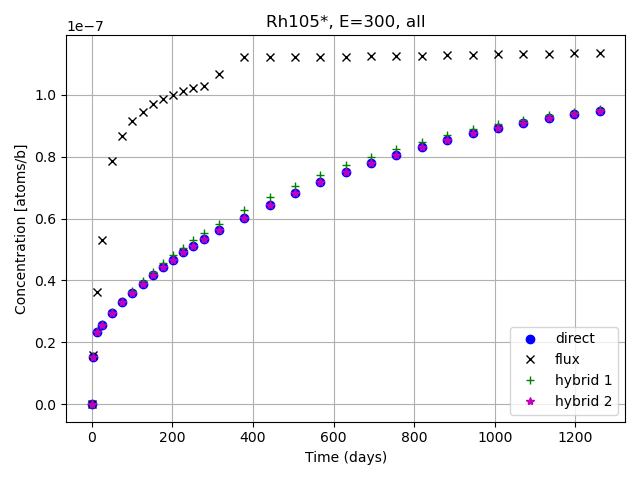 Rh105*, E=300, all
1e−7
1.0
0.8
0.6
0.4
0.2
0.0
Concentration [atoms/b]
0 200 400 600 800 1000 1200
Time (days)
direct
flux
hybrid 1
hybrid 2